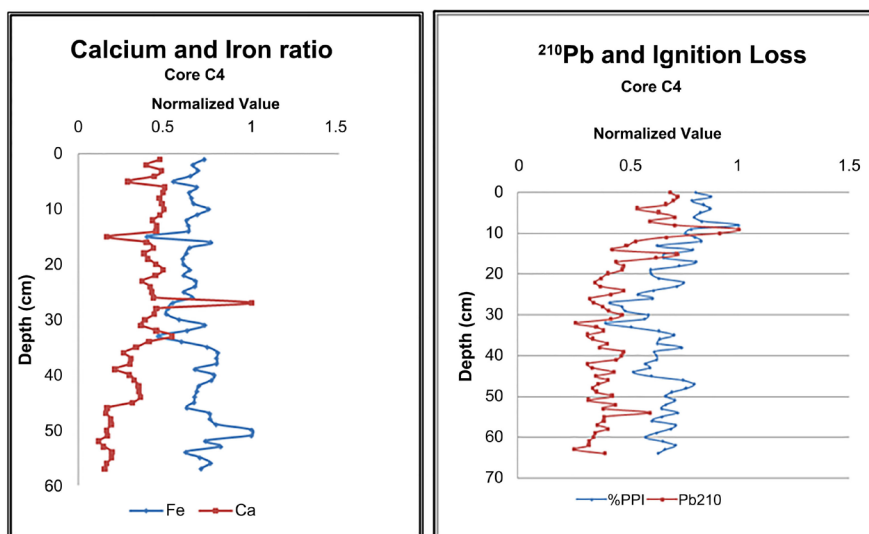 Calcium and Iron ratio
Core C4
Normalized Value
0 0.5 1 1.5
0
10
20
30
40
50
60
Depth (cm)
Fe Ca
210Pb and Ignition Loss
Core C4
Normalized Value
0 0.5 1 1.5
0
10
20
30
40
50
60
70
Depth (cm)
%PPI Pb210